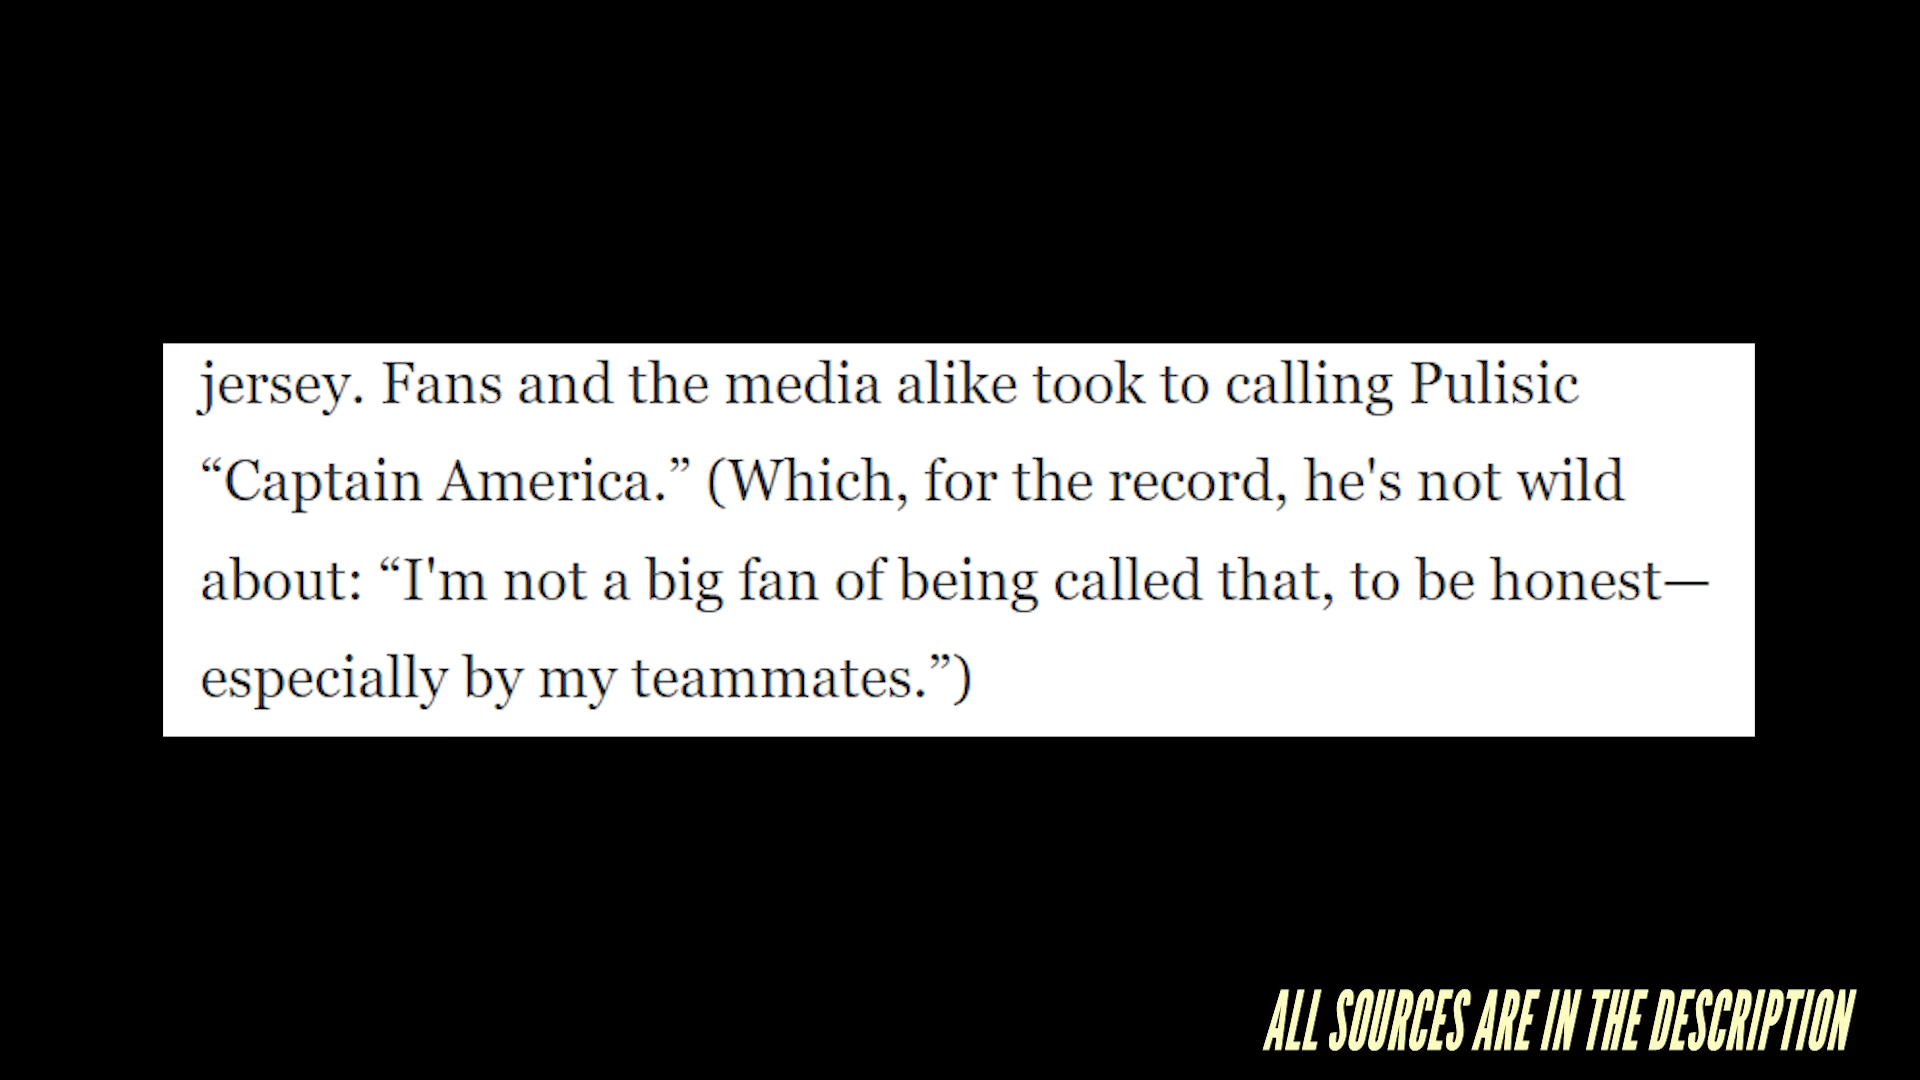 jersey. Fans and the media alike took to calling Pulisic
“Captain America.” (Which, for the record, he's not wild
about: “I'm not a big fan of being called that, to be honest—
especially by my teammates.”)
ALL SOURCES ARE IN THE DESCRIPTION